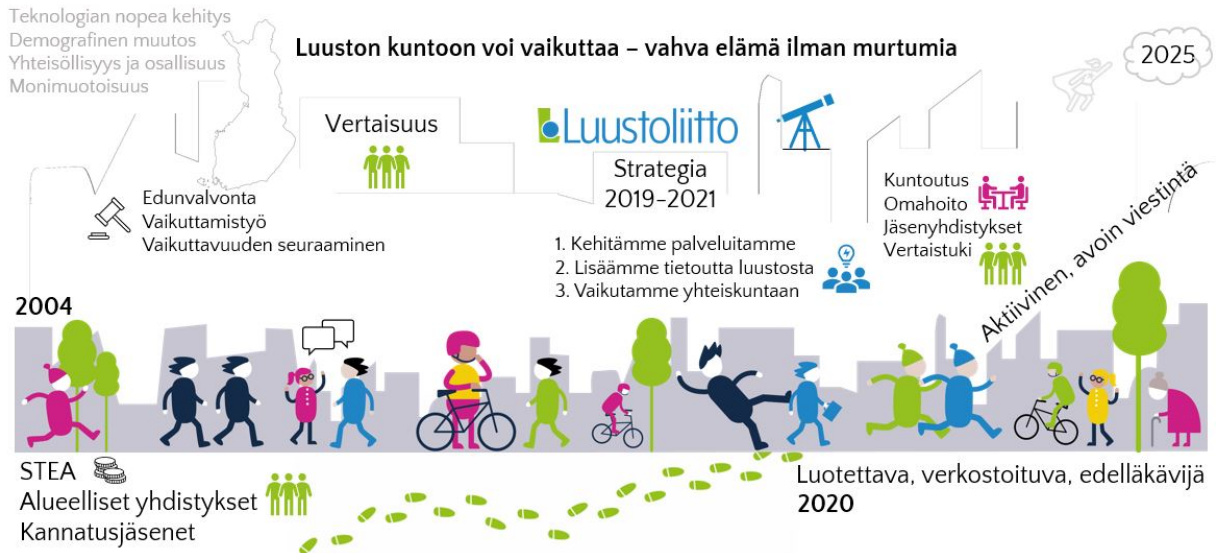 Teknologian nopea kehitys
Demografinen muutos
Yhteisöllisyys ja osallisuus
Monimuotoisuus
Luuston kuntoon voi vaikuttaa – vahva elämä ilman murtumia
2025
Vertaisuus
Luustoliitto
Strategia
2019–2021
Edunvalvonta
Vaikuttamistyö
Vaikuttavuuden seuraaminen
1. Kehitämme palveluitamme
2. Lisäämme tietoutta luustosta
3. Vaikutamme yhteiskuntaan
Kuntoutus
Omahoito
Jäsenyhdistykset
Vertaistuki
Aktiivinen, avoin viestintä
2004
STEA
Alueelliset yhdistykset
Kannatusjäsenet
Luotettava, verkostoituva, edelläkävijä
2020